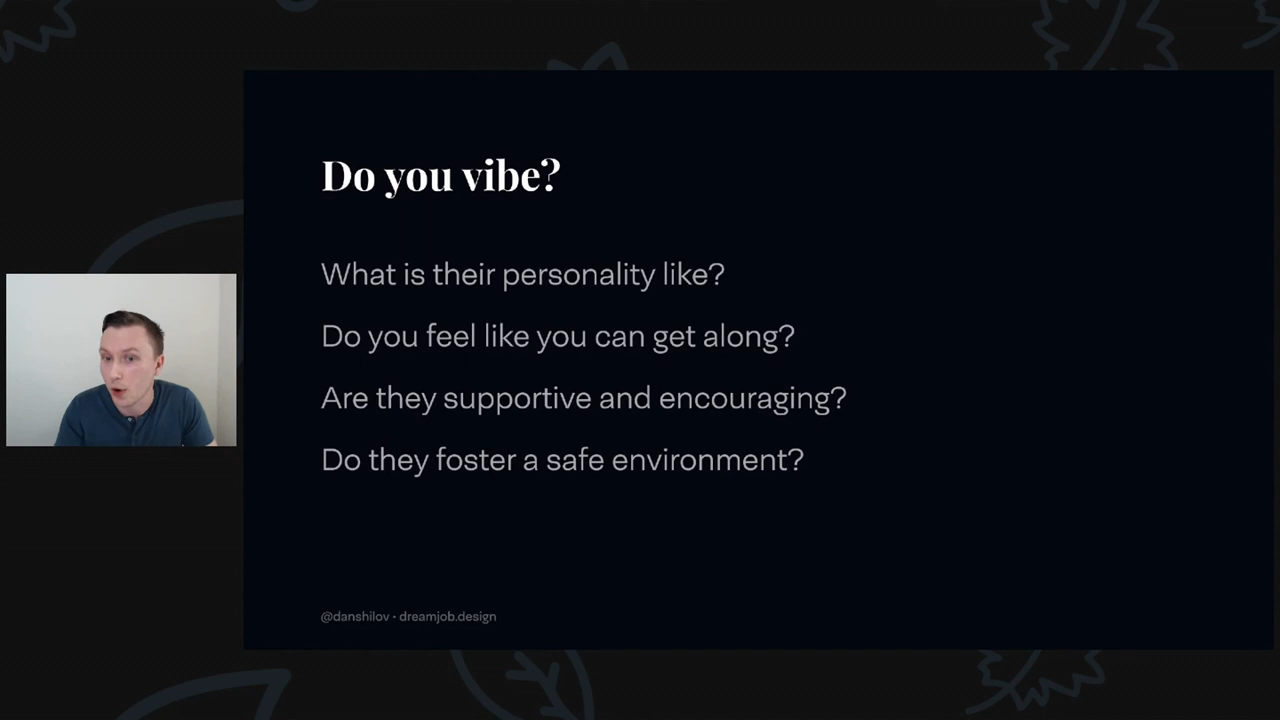 Do you vibe?
What is their personality like?
Do you feel like you can get along?
Are they supportive and encouraging?
Do they foster a safe environment?
@danshilov • dreamjob.design